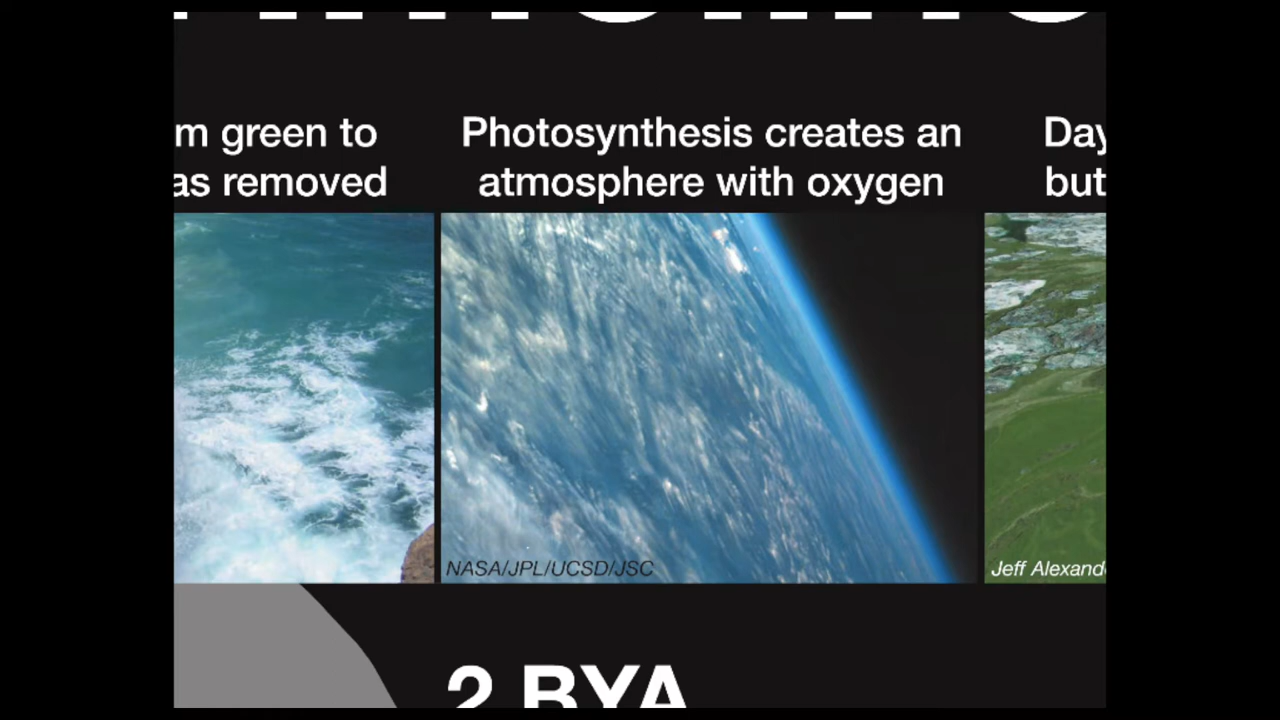 m green to
as removed
Photosynthesis creates an
atmosphere with oxygen
Day
but
NASA/JPL/UCSD/JSC
Jeff Alexand
2 BYA